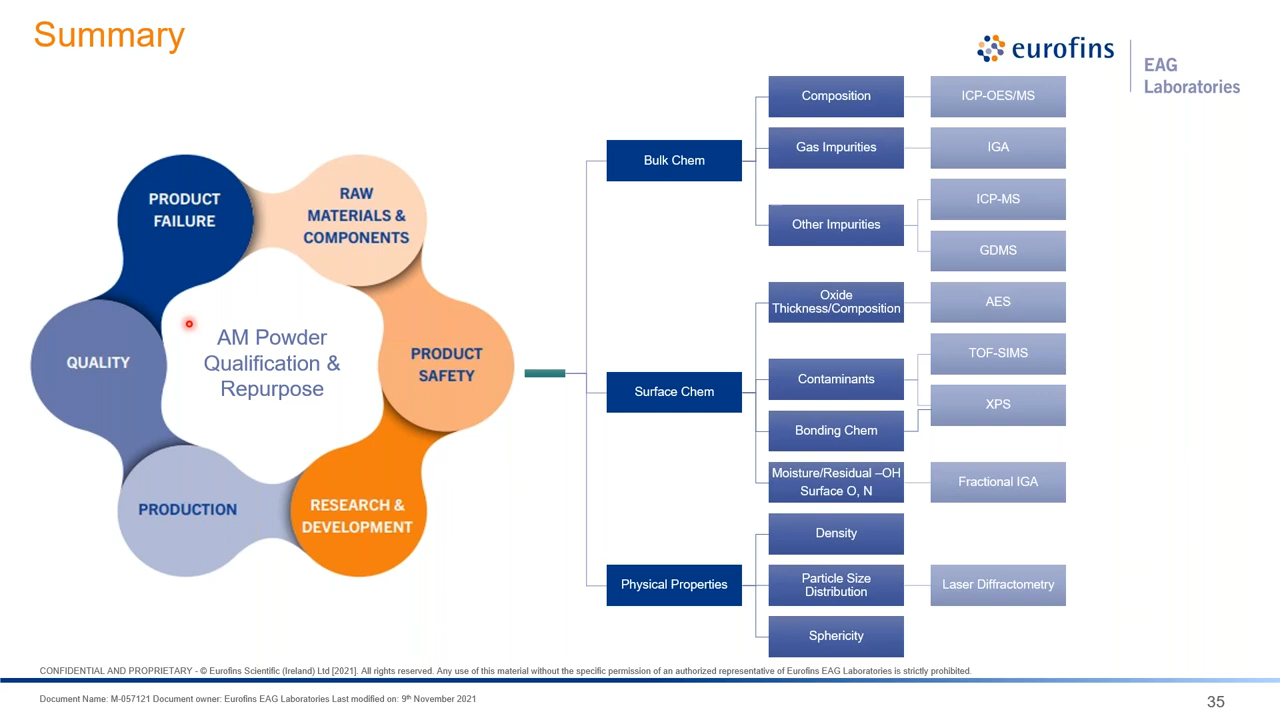 Summary
eurofins
EAG
Laboratories
PRODUCT
FAILURE
RAW
MATERIALS &
COMPONENTS
QUALITY
AM Powder
Qualification &
Repurpose
PRODUCT
SAFETY
PRODUCTION
RESEARCH &
DEVELOPMENT
Bulk Chem
Composition
ICP-OES/MS
Gas Impurities
IGA
Other Impurities
ICP-MS
GDMS
Surface Chem
Oxide
Thickness/Composition
AES
Contaminants
TOF-SIMS
XPS
Bonding Chem
Moisture/Residual –OH
Surface O, N
Fractional IGA
Physical Properties
Density
Particle Size
Distribution
Laser Diffractometry
Sphericity
CONFIDENTIAL AND PROPRIETARY - © Eurofins Scientific (Ireland) Ltd [2021]. All rights reserved. Any use of this material without the specific permission of an authorized representative of Eurofins EAG Laboratories is strictly prohibited.
Document Name: M-057121 Document owner: Eurofins EAG Laboratories Last modified on: 9th November 2021
35